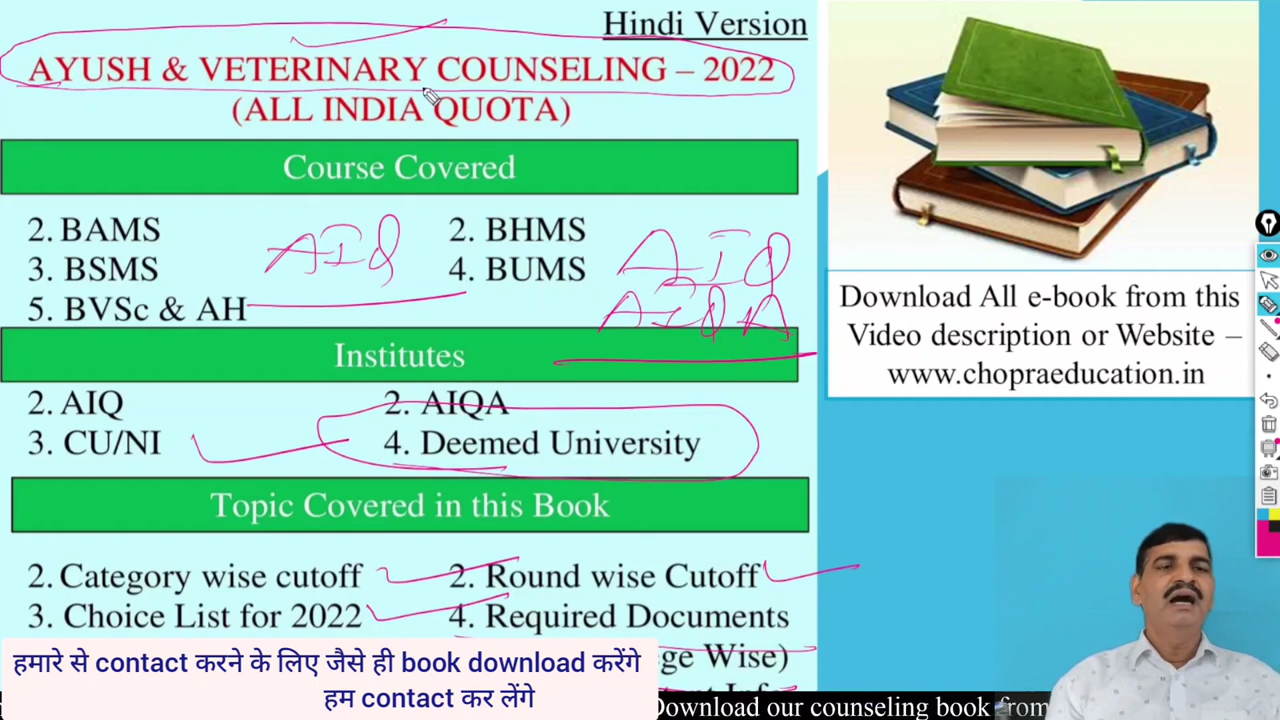 Hindi Version
AYUSH & VETERINARY COUNSELING – 2022
(ALL INDIA QUOTA)
Course Covered
2. BAMS 2. BHMS
3. BSMS 4. BUMS
5. BVSc & AH
AIQ
AIQ
AIQA
Institutes
2. AIQ 2. AIQA
3. CU/NI 4. Deemed University
Topic Covered in this Book
2. Category wise cutoff 2. Round wise Cutoff
3. Choice List for 2022 4. Required Documents
ge Wise)
हमारे से contact करने के लिए जैसे ही book download करेंगे
हम contact कर लेंगे
Download our counseling book from
Download All e-book from this
Video description or Website –
www.chopraeducation.in